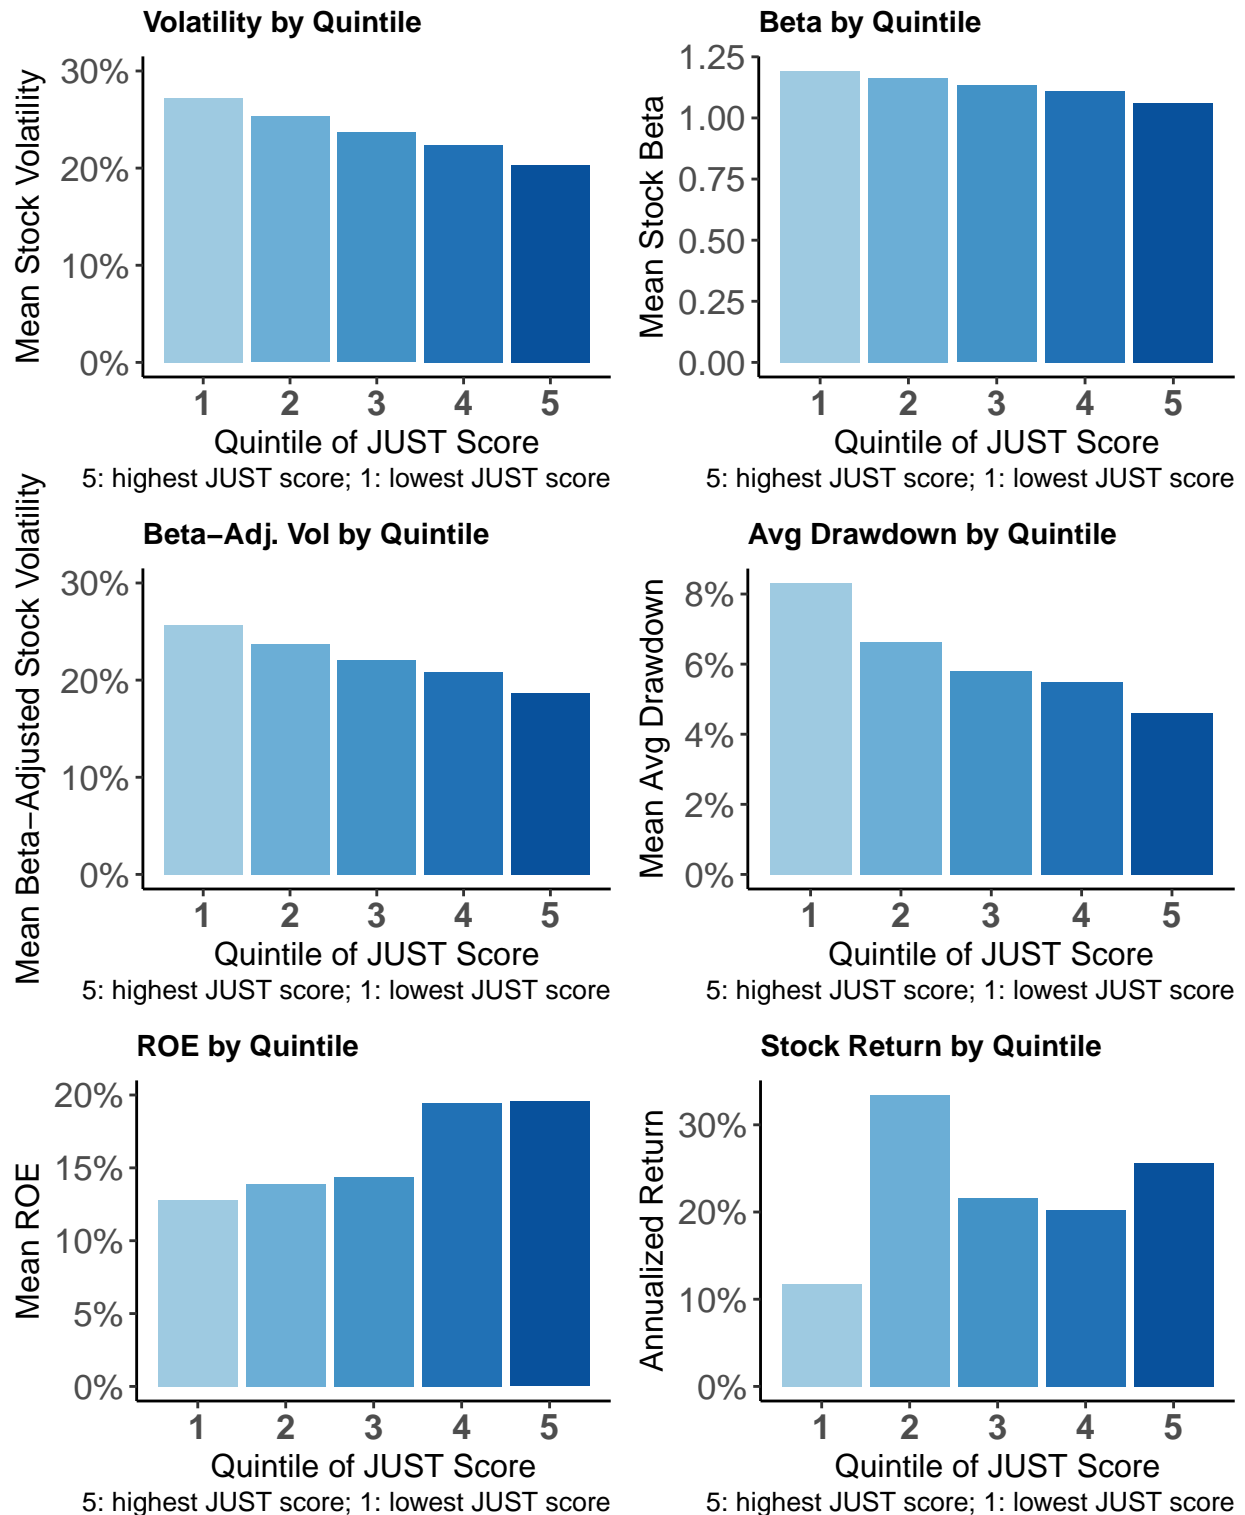 Volatility by Quintile
Mean Stock Volatility
30%
20%
10%
0%
1 2 3 4 5
Quintile of JUST Score
5: highest JUST score; 1: lowest JUST score
Beta by Quintile
Mean Stock Beta
1.25
1.00
0.75
0.50
0.25
0.00
1 2 3 4 5
Quintile of JUST Score
5: highest JUST score; 1: lowest JUST score
Beta−Adj. Vol by Quintile
Mean Beta−Adjusted Stock Volatility
30%
20%
10%
0%
1 2 3 4 5
Quintile of JUST Score
5: highest JUST score; 1: lowest JUST score
Avg Drawdown by Quintile
Mean Avg Drawdown
8%
6%
4%
2%
0%
1 2 3 4 5
Quintile of JUST Score
5: highest JUST score; 1: lowest JUST score
ROE by Quintile
Mean ROE
20%
15%
10%
5%
0%
1 2 3 4 5
Quintile of JUST Score
5: highest JUST score; 1: lowest JUST score
Stock Return by Quintile
Annualized Return
30%
20%
10%
0%
1 2 3 4 5
Quintile of JUST Score
5: highest JUST score; 1: lowest JUST score